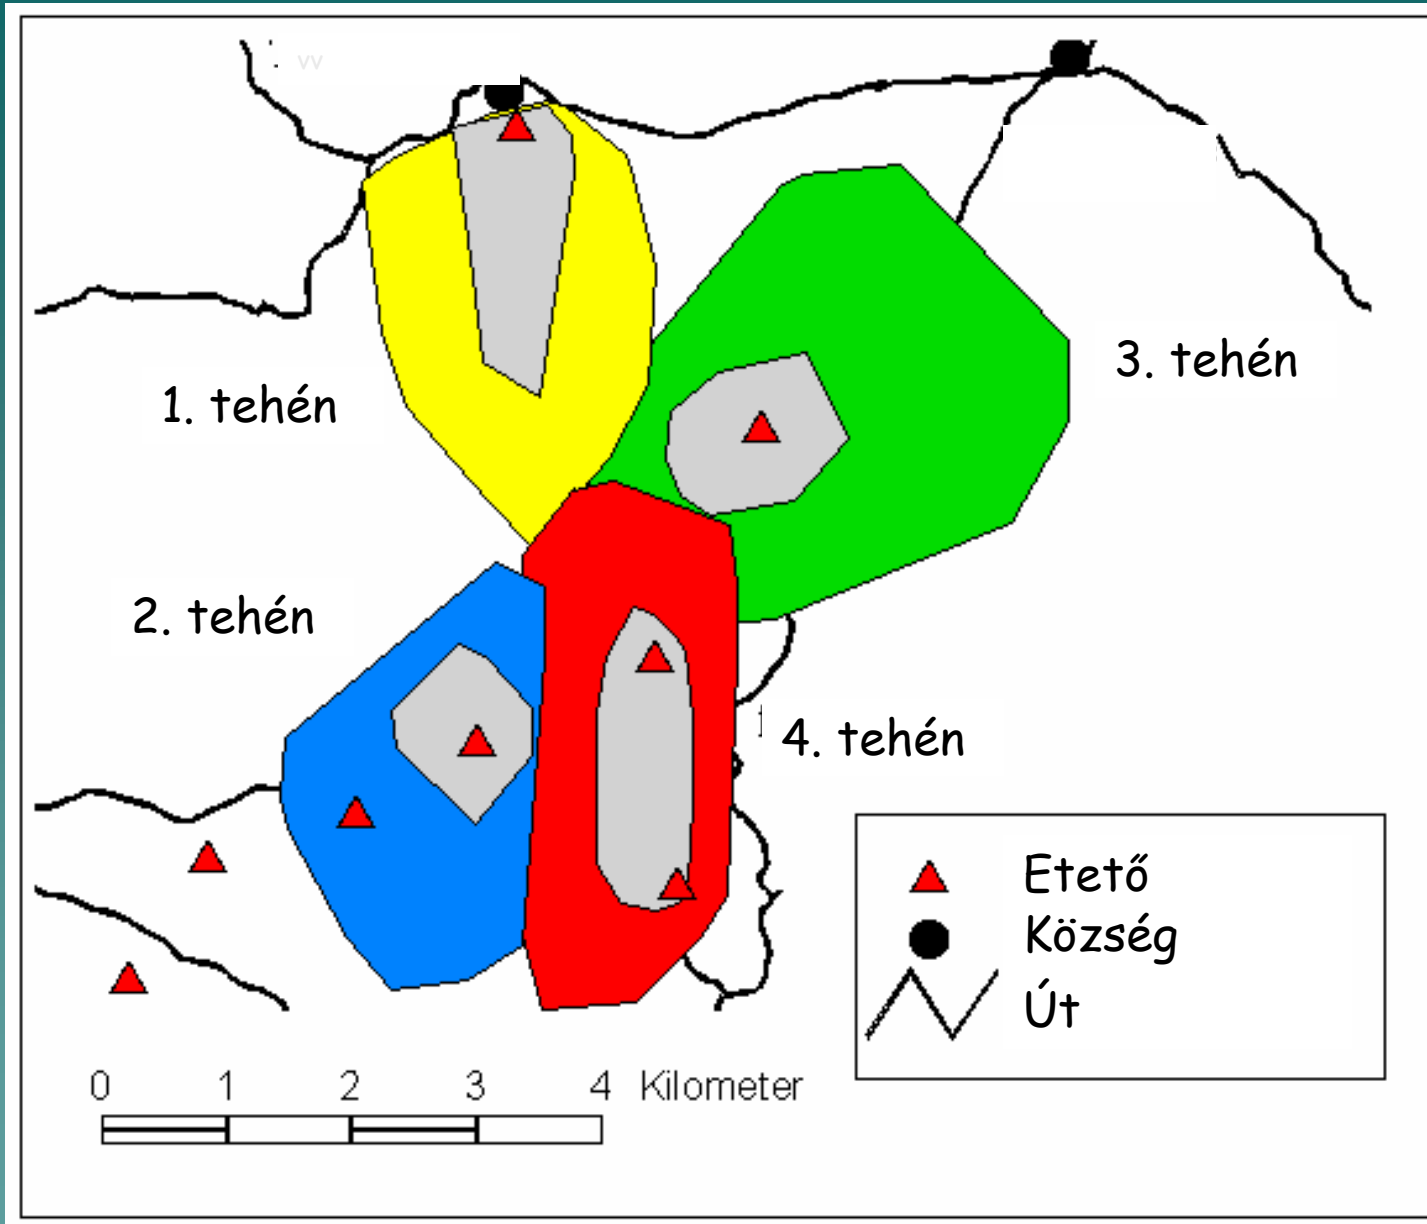 1. tehén
3. tehén
2. tehén
4. tehén
Etető
Község
Út
0 1 2 3 4 Kilometer